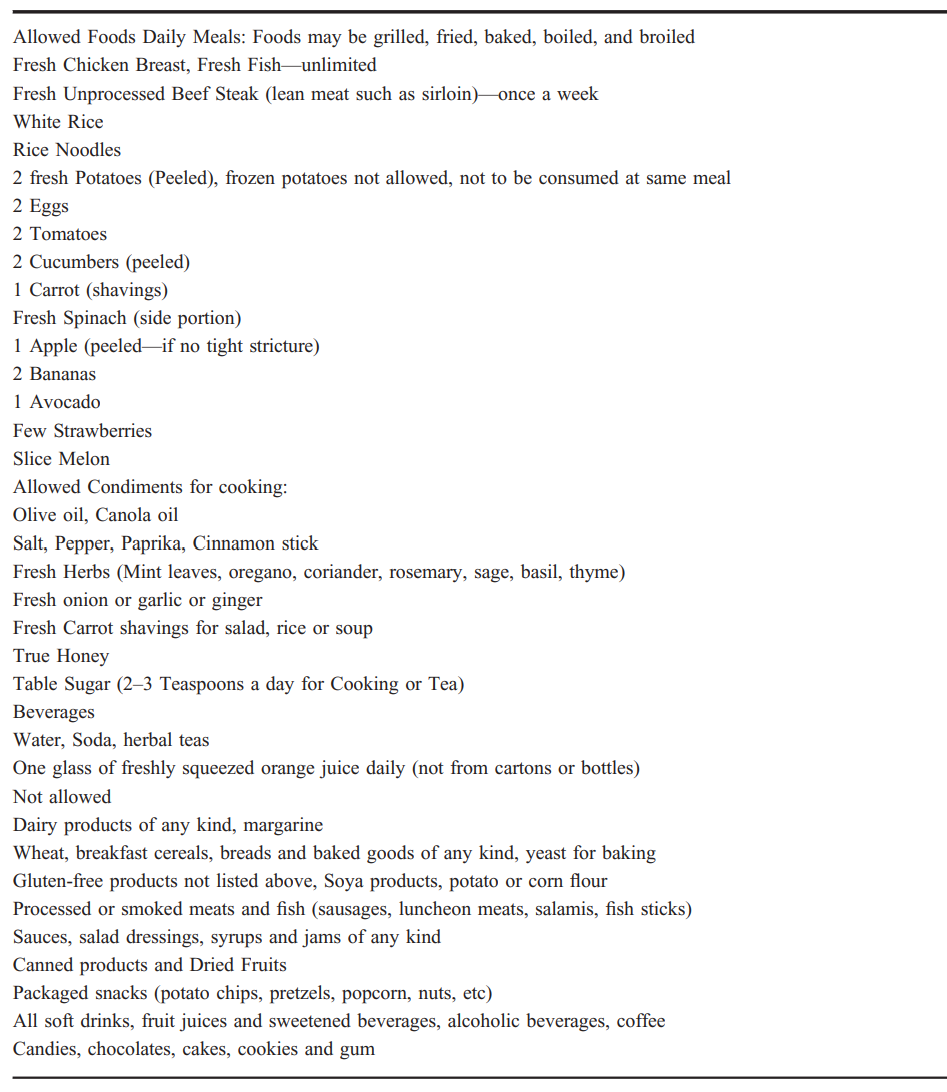 Allowed Foods Daily Meals: Foods may be grilled, fried, baked, boiled, and broiled
Fresh Chicken Breast, Fresh Fish—unlimited
Fresh Unprocessed Beef Steak (lean meat such as sirloin)—once a week
White Rice
Rice Noodles
2 fresh Potatoes (Peeled), frozen potatoes not allowed, not to be consumed at same meal
2 Eggs
2 Tomatoes
2 Cucumbers (peeled)
1 Carrot (shavings)
Fresh Spinach (side portion)
1 Apple (peeled—if no tight stricture)
2 Bananas
1 Avocado
Few Strawberries
Slice Melon
Allowed Condiments for cooking:
Olive oil, Canola oil
Salt, Pepper, Paprika, Cinnamon stick
Fresh Herbs (Mint leaves, oregano, coriander, rosemary, sage, basil, thyme)
Fresh onion or garlic or ginger
Fresh Carrot shavings for salad, rice or soup
True Honey
Table Sugar (2–3 Teaspoons a day for Cooking or Tea)
Beverages
Water, Soda, herbal teas
One glass of freshly squeezed orange juice daily (not from cartons or bottles)
Not allowed
Dairy products of any kind, margarine
Wheat, breakfast cereals, breads and baked goods of any kind, yeast for baking
Gluten-free products not listed above, Soya products, potato or corn flour
Processed or smoked meats and fish (sausages, luncheon meats, salamis, fish sticks)
Sauces, salad dressings, syrups and jams of any kind
Canned products and Dried Fruits
Packaged snacks (potato chips, pretzels, popcorn, nuts, etc)
All soft drinks, fruit juices and sweetened beverages, alcoholic beverages, coffee
Candies, chocolates, cakes, cookies and gum